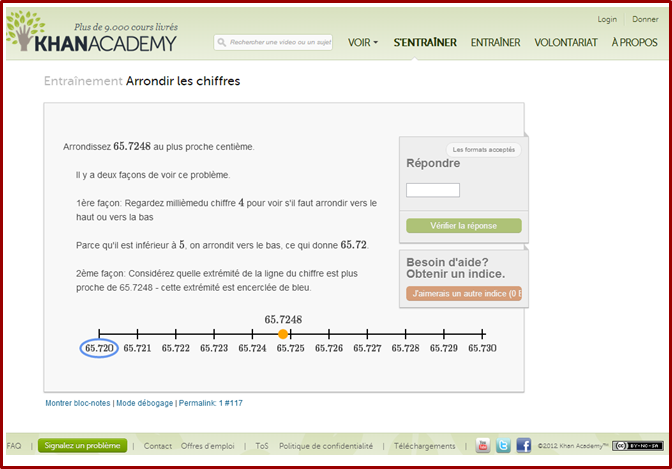 Login | Donner
Plus de 9.000 cours livrés
KHANACADEMY
Rechercher une video ou un sujet
VOIR S'ENTRAÎNER ENTRAÎNER VOLONTARIAT À PROPOS
Entraînement Arrondir les chiffres
Arrondissez 65.7248 au plus proche centième.
Il y a deux façons de voir ce problème.
1ère façon: Regardez millièmedu chiffre 4 pour voir s'il faut arrondir vers le
haut ou vers la bas
Parce qu'il est inférieur à 5, on arrondit vers le bas, ce qui donne 65.72.
2ème façon: Considérez quelle extrémité de la ligne du chiffre est plus
proche de 65.7248 - cette extrémité est encerclée de bleu.
65.7248
65.720 65.721 65.722 65.723 65.724 65.725 65.726 65.727 65.728 65.729 65.730
Les formats acceptés
Répondre
Vérilier la réponse
Besoin d'aide?
Obtenir un indice.
J'aimerais un autre indice (0 E
Montrer bloc-notes | Mode débogage | Permalink: 1 #117
FAQ | Signalez un problème | Contact Offres d'emploi | ToS Politique de confidentialité | Téléchargements | You Tube t f ©2012 Khan Academy™ cc BY-NC-SA